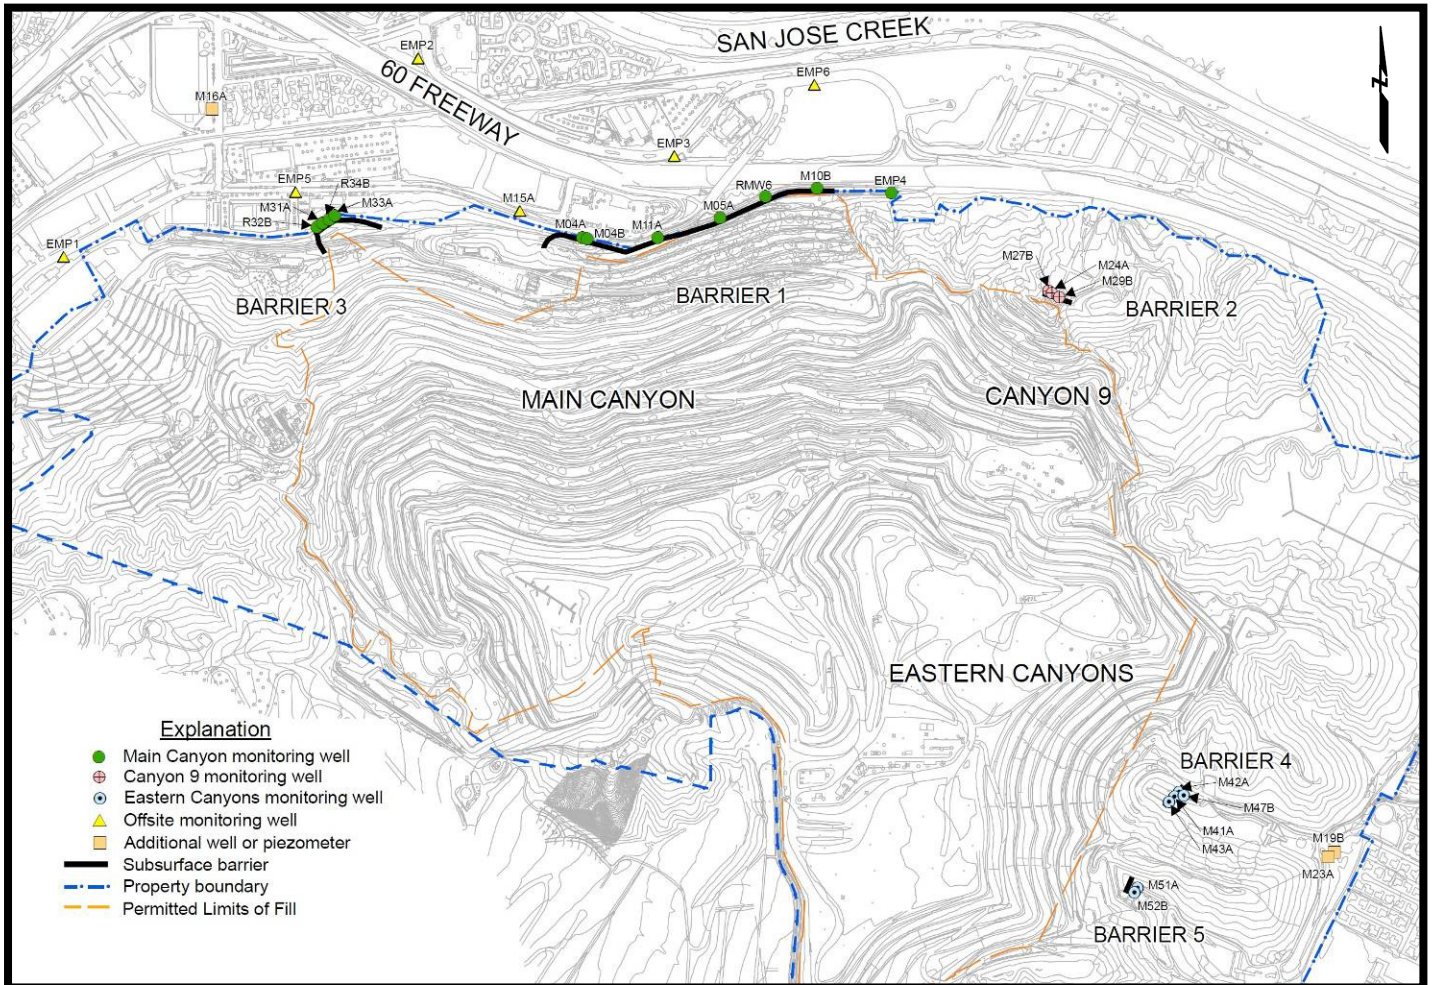 SAN JOSE CREEK
EMP2
60 FREEWAY
EMP6
M16A
Z
EMP3
EMP5
R34B
M31A
M33A
R32B
M15A
M04A
M04B
M11A
M05A
RMW6
M10B
EMP4
EMP1
M27B
M24A
M29B
BARRIER 3
BARRIER 1
BARRIER 2
MAIN CANYON
CANYON 9
EASTERN CANYONS
Explanation
Main Canyon monitoring well
Canyon 9 monitoring well
Eastern Canyons monitoring well
Offsite monitoring well
Additional well or piezometer
Subsurface barrier
Property boundary
Permitted Limits of Fill
BARRIER 4
M42A
M47B
M41A
M43A
M19B
M23A
M51A
M52B
BARRIER 5